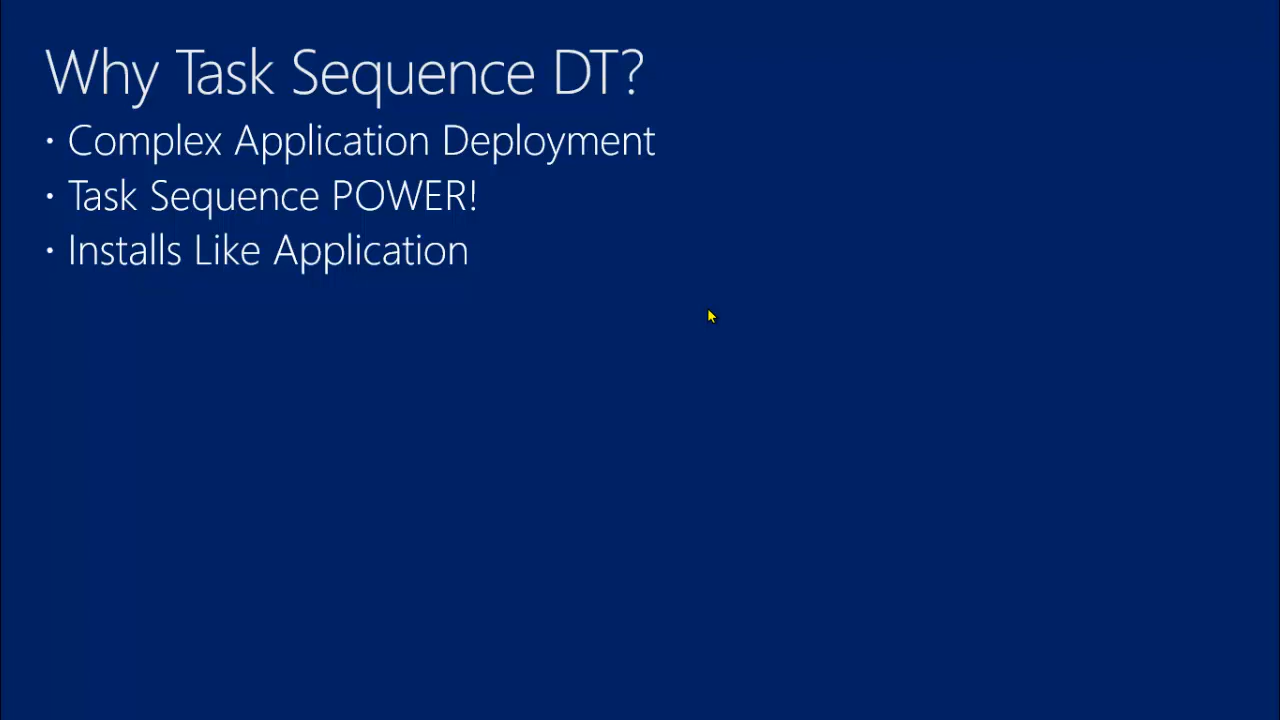 Why Task Sequence DT?
• Complex Application Deployment
• Task Sequence POWER!
• Installs Like Application